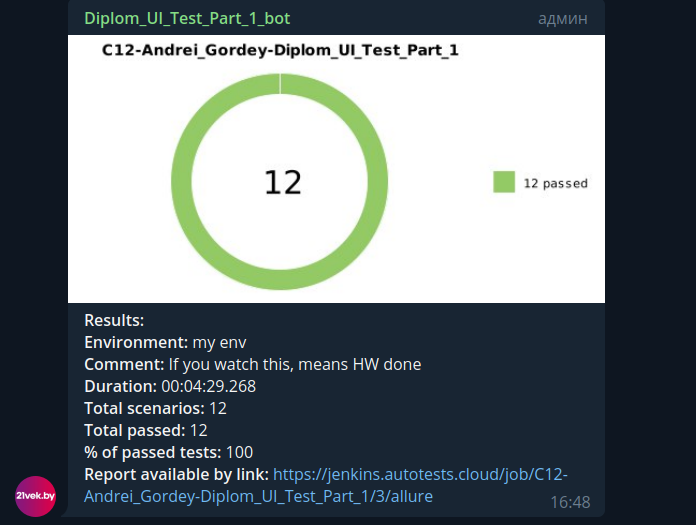 Diplom_UI_Test_Part_1_bot админ
C12-Andrei_Gordey-Diplom_UI_Test_Part_1
12
12 passed
Results:
Environment: my env
Comment: If you watch this, means HW done
Duration: 00:04:29.268
Total scenarios: 12
Total passed: 12
% of passed tests: 100
Report available by link: https://jenkins.autotests.cloud/job/C12-
Andrei_Gordey-Diplom_UI_Test_Part_1/3/allure
21vek.by
16:48